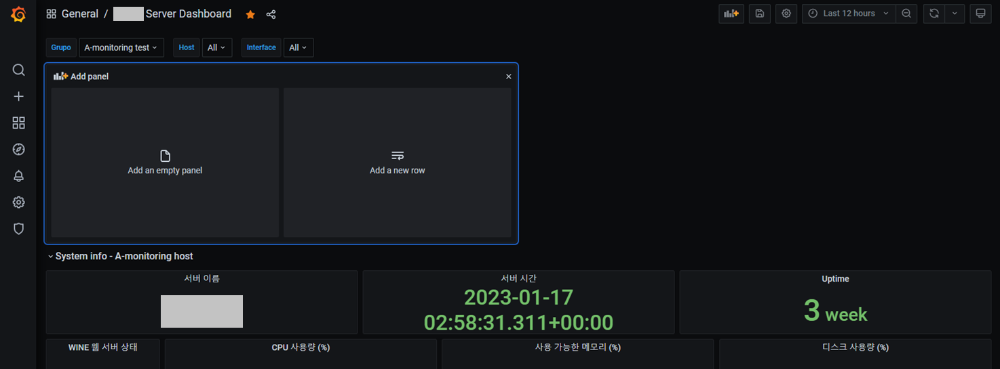 General / Server Dashboard
Last 12 hours
Grupo A-monitoring test Host All Interface All
Add panel
Add an empty panel
Add a new row
System info - A-monitoring host
서버 이름
서버 시간
2023-01-17
02:58:31.311+00:00
Uptime
3 week
WINE 웹 서버 상태
CPU 사용량 (%)
사용 가능한 메모리 (%)
디스크 사용량 (%)